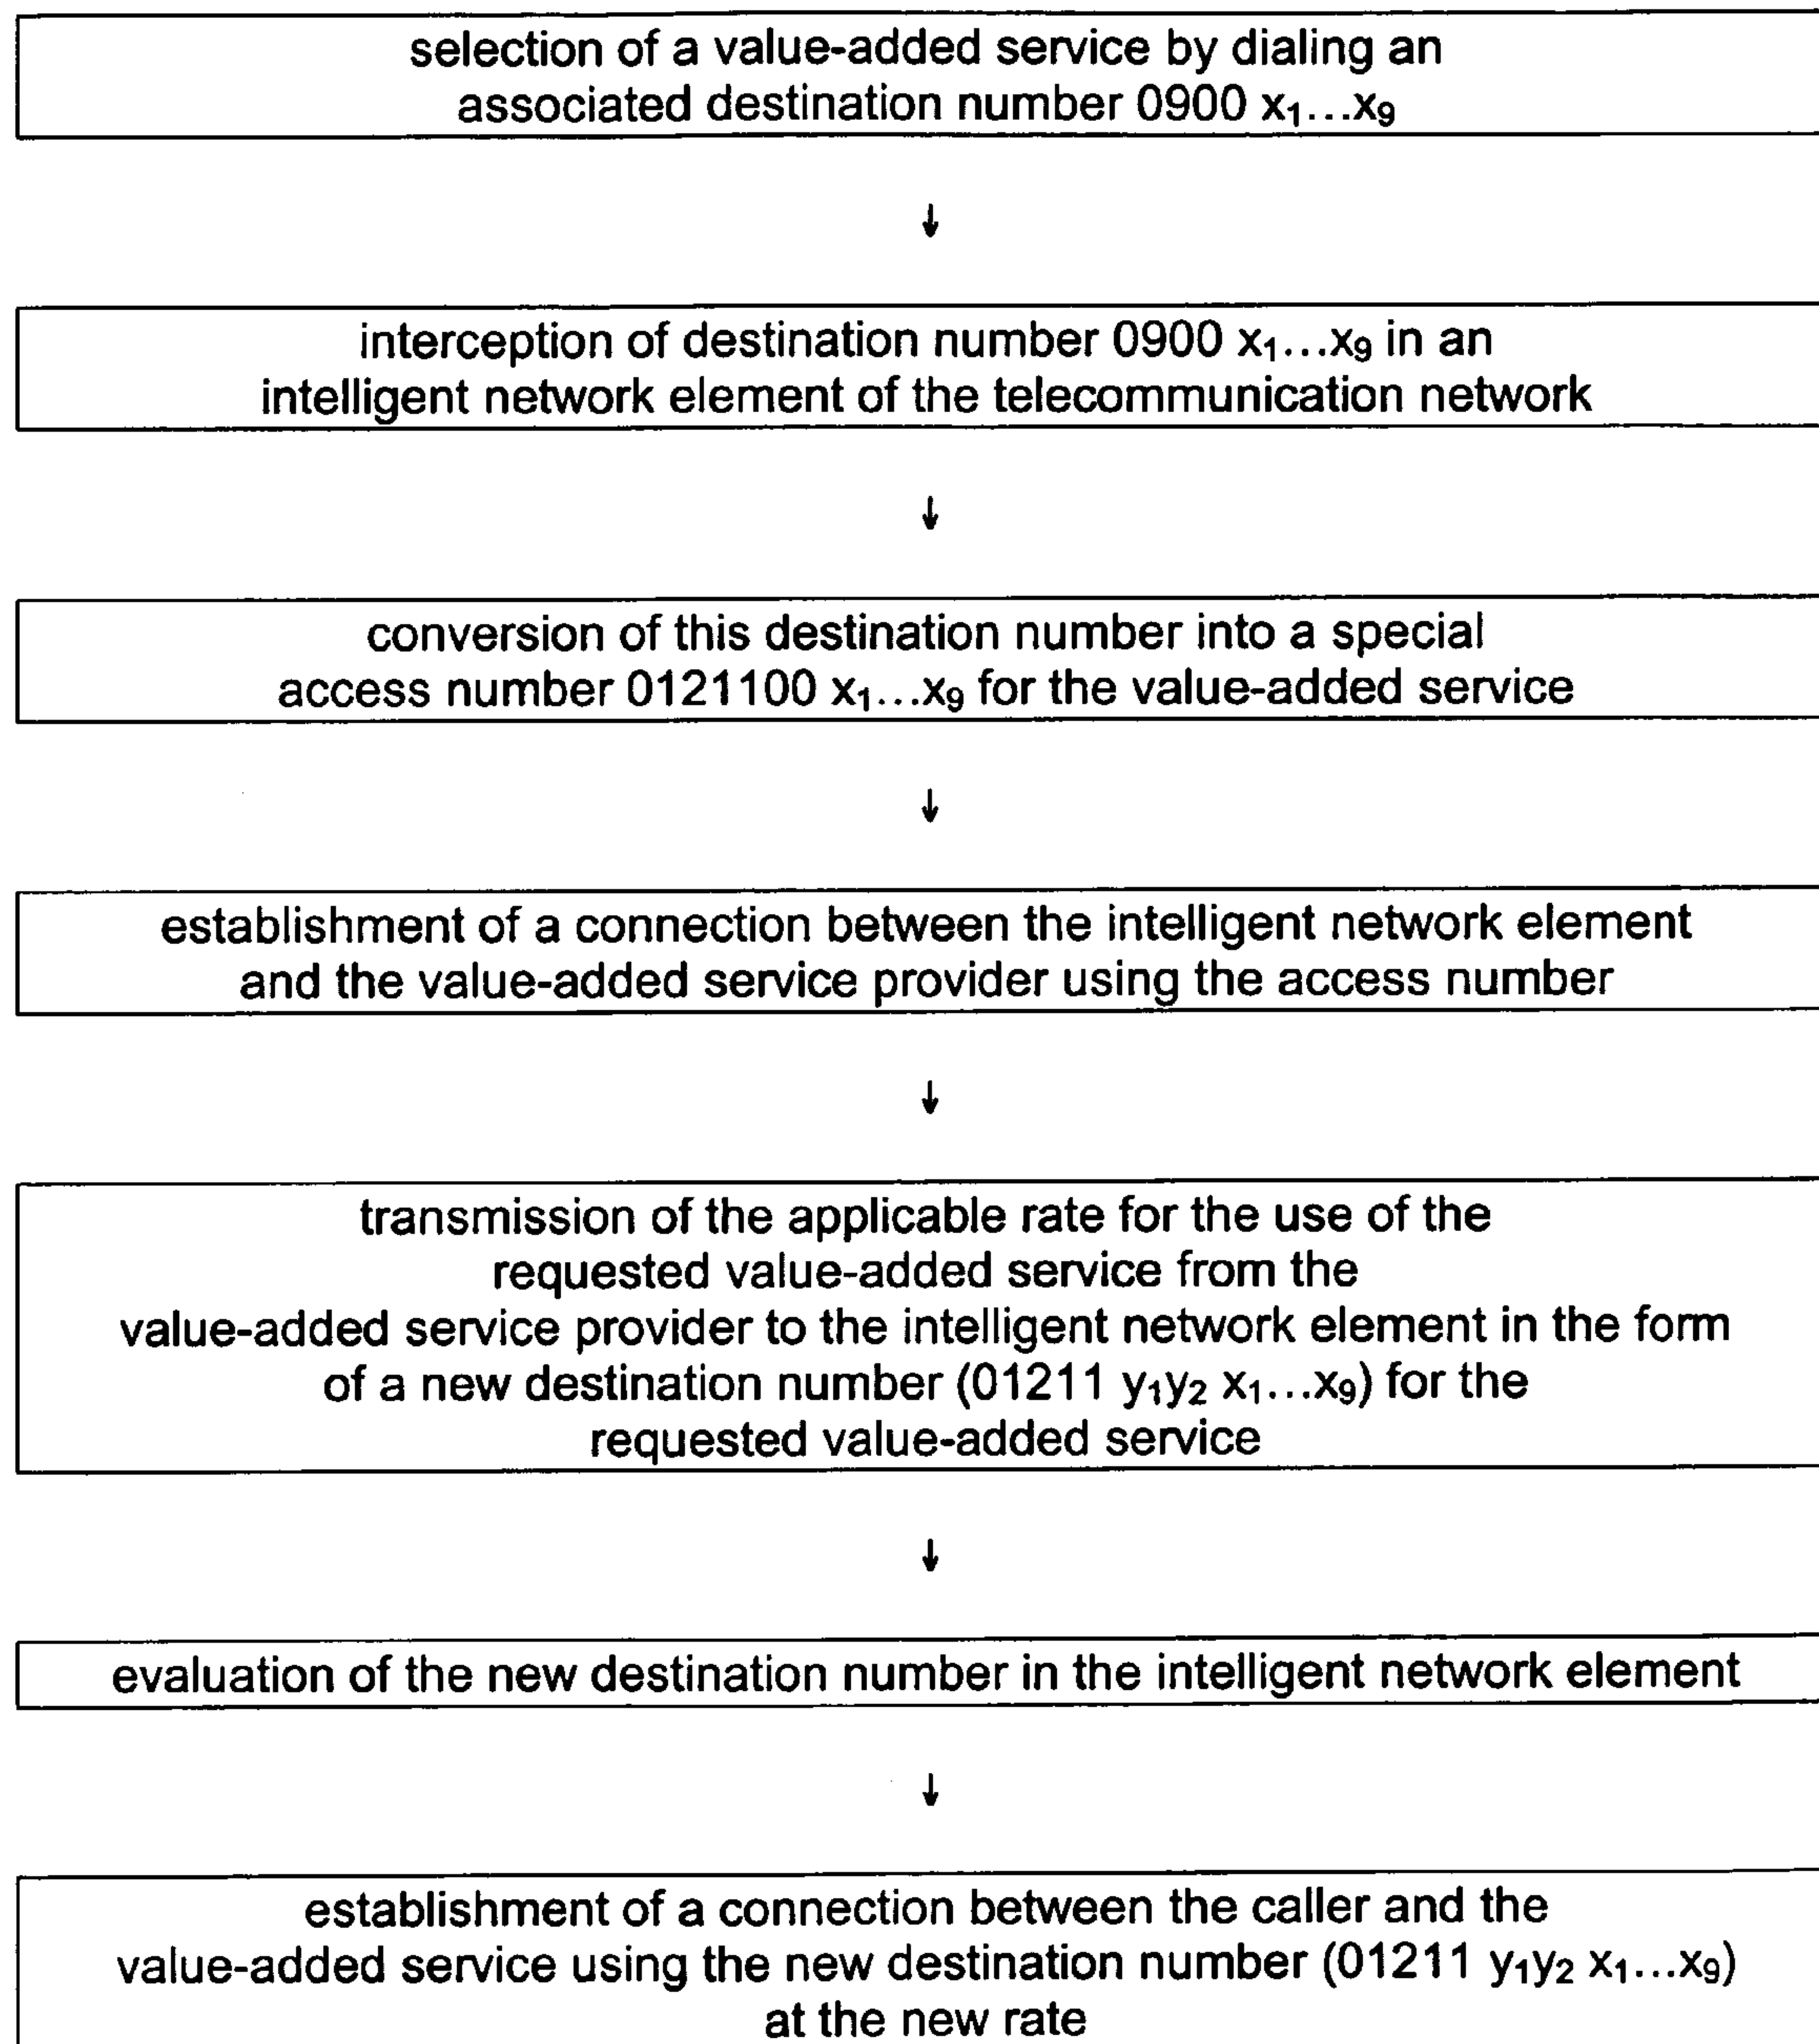 selection of a value-added service by dialing an
associated destination number 0900 x₁...x₉
↓
interception of destination number 0900 x₁...x₉ in an
intelligent network element of the telecommunication network
↓
conversion of this destination number into a special
access number 0121100 x₁...x₉ for the value-added service
↓
establishment of a connection between the intelligent network element
and the value-added service provider using the access number
↓
transmission of the applicable rate for the use of the
requested value-added service from the
value-added service provider to the intelligent network element in the form
of a new destination number (01211 y₁y₂ x₁...x₉) for the
requested value-added service
↓
evaluation of the new destination number in the intelligent network element
↓
establishment of a connection between the caller and the
value-added service using the new destination number (01211 y₁y₂ x₁...x₉)
at the new rate